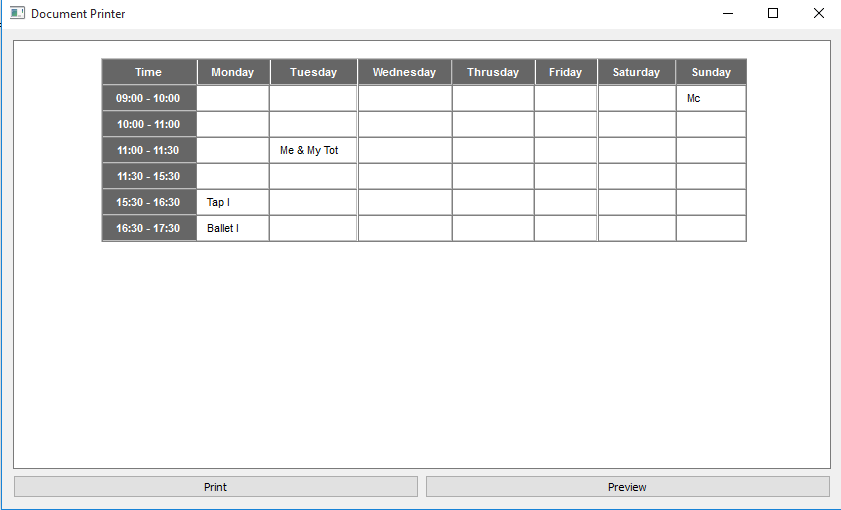 Document Printer
Time Monday Tuesday Wednesday Thrusday Friday Saturday Sunday
09:00 - 10:00 Mc
10:00 - 11:00
11:00 - 11:30 Me & My Tot
11:30 - 15:30
15:30 - 16:30 Tap I
16:30 - 17:30 Ballet I
Print Preview